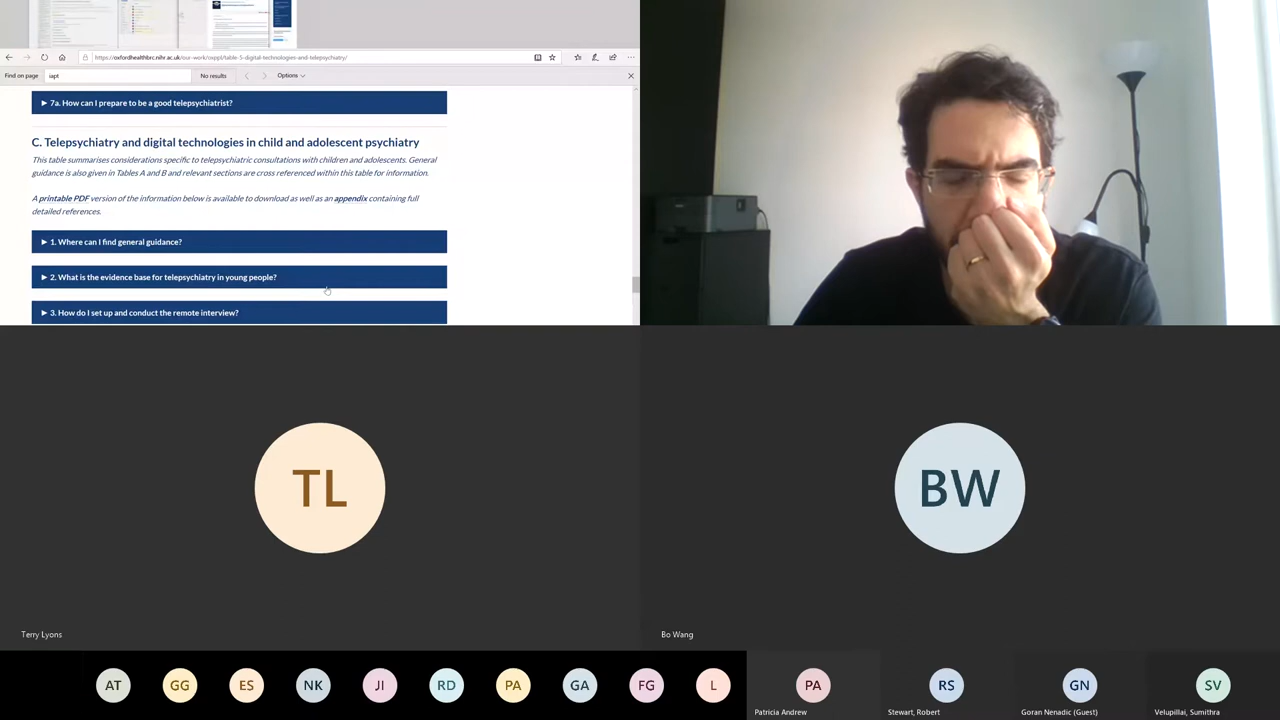 https://oxfordhealthbrc.nihr.ac.uk/our-work/oxppl/table-5-digital-technologies-and-telepsychiatry/
Find on page
iapt
No results
Options
7a. How can I prepare to be a good telepsychiatrist?
C. Telepsychiatry and digital technologies in child and adolescent psychiatry
This table summarises considerations specific to telepsychiatric consultations with children and adolescents. General
guidance is also given in Tables A and B and relevant sections are cross referenced within this table for information.
A printable PDF version of the information below is available to download as well as an appendix containing full
detailed references.
1. Where can I find general guidance?
2. What is the evidence base for telepsychiatry in young people?
3. How do I set up and conduct the remote interview?
TL
BW
Terry Lyons
Bo Wang
AT
GG
ES
NK
JI
RD
PA
GA
FG
L
PA
RS
GN
SV
Patricia Andrew
Stewart, Robert
Goran Nenadic (Guest)
Velupillai, Sumithra